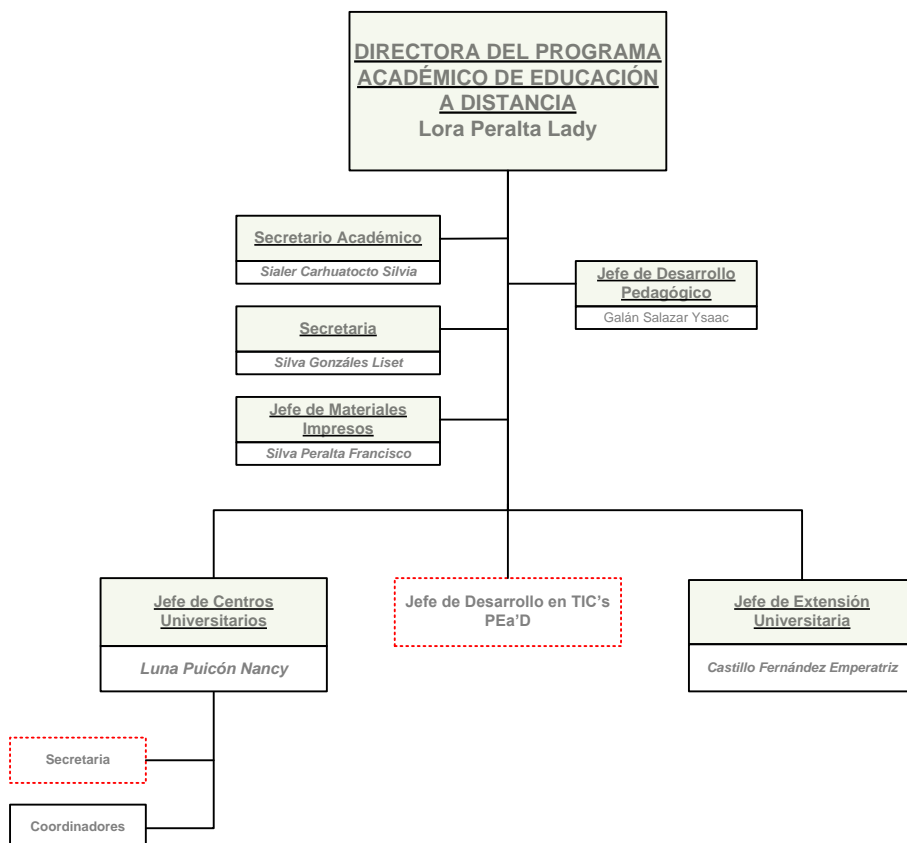 DIRECTORA DEL PROGRAMA
ACADÉMICO DE EDUCACIÓN
A DISTANCIA
Lora Peralta Lady
Secretario Académico
Sialer Carhuatocto Silvia
Jefe de Desarrollo
Pedagógico
Galán Salazar Ysaac
Secretaria
Silva Gonzáles Liset
Jefe de Materiales
Impresos
Silva Peralta Francisco
Jefe de Centros
Universitarios
Luna Puicón Nancy
Jefe de Desarrollo en TIC's
PEa'D
Jefe de Extensión
Universitaria
Castillo Fernández Emperatriz
Secretaria
Coordinadores